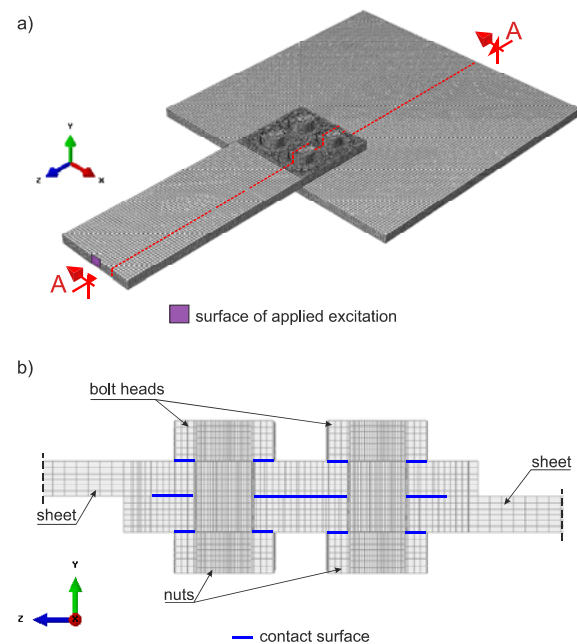 a)
A
Y
Z
X
A
surface of applied excitation
b)
bolt heads
sheet
sheet
nuts
Y
Z
X
contact surface